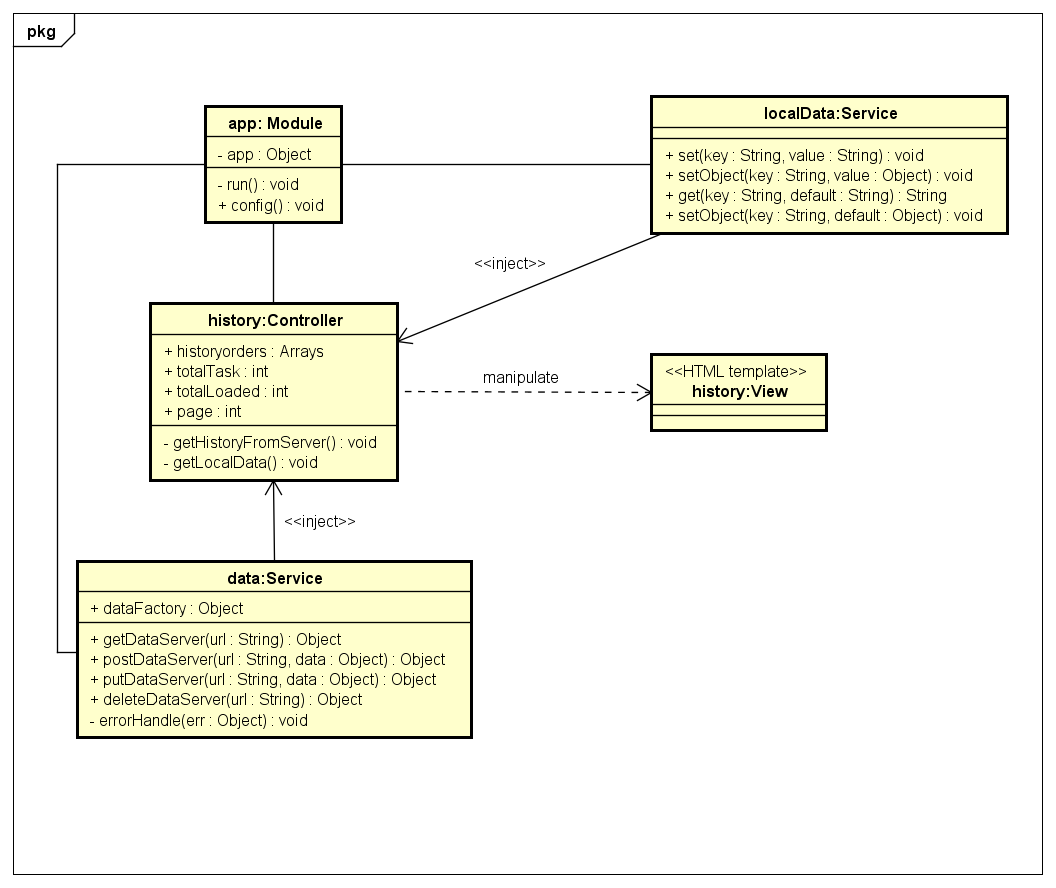 pkg
app: Module
- app : Object
- run() : void
+ config() : void
localData:Service
+ set(key : String, value : String) : void
+ setObject(key : String, value : Object) : void
+ get(key : String, default : String) : String
+ setObject(key : String, default : Object) : void
<<inject>>
history:Controller
+ historyorders : Arrays
+ totalTask : int
+ totalLoaded : int
+ page : int
- getHistoryFromServer() : void
- getLocalData() : void
manipulate
<<HTML template>>
history:View
<<inject>>
data:Service
+ dataFactory : Object
+ getDataServer(url : String) : Object
+ postDataServer(url : String, data : Object) : Object
+ putDataServer(url : String, data : Object) : Object
+ deleteDataServer(url : String) : Object
- errorHandle(err : Object) : void